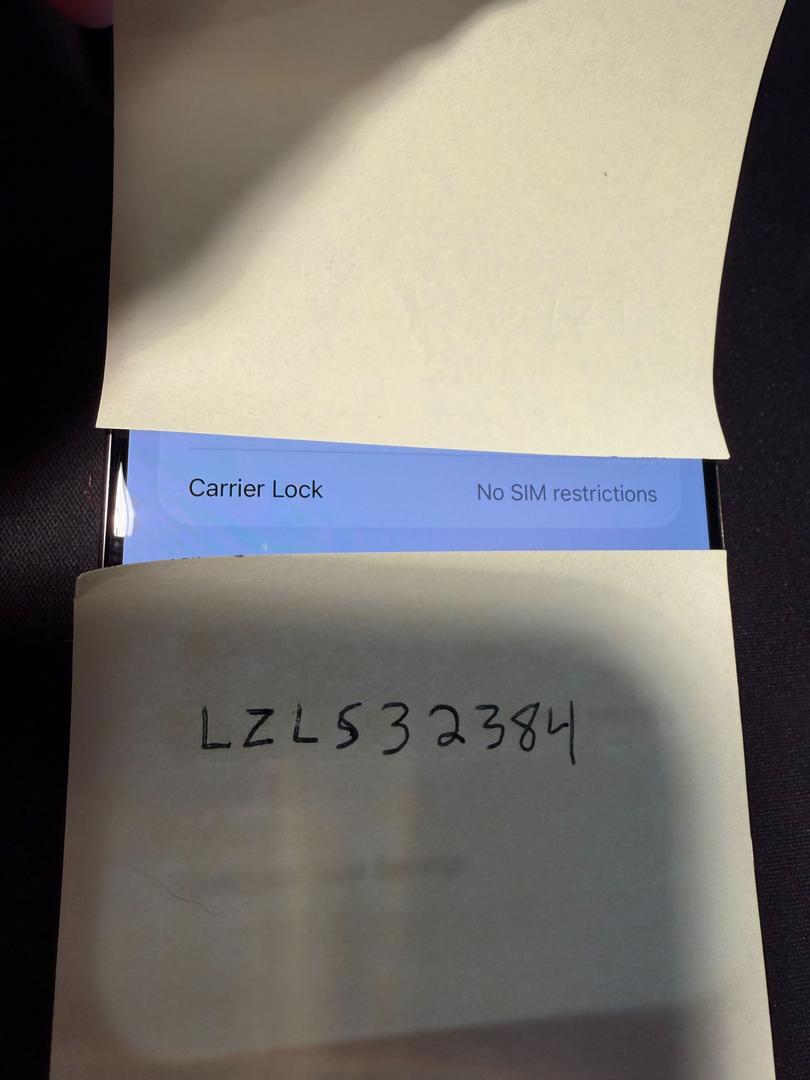 Carrier Lock No SIM restrictions
LZL532384